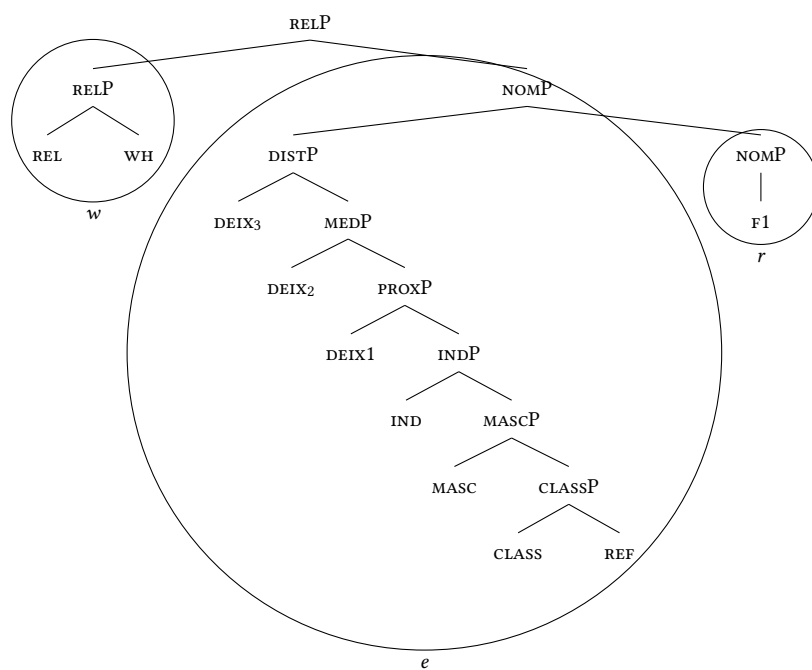 RELP
RELP
NOMP
REL WH
DISTP
NOMP
w
DEIX3
MEDP
F1
r
DEIX2
PROXP
DEIX1
INDP
IND
MASCP
MASC
CLASSP
CLASS
REF
e